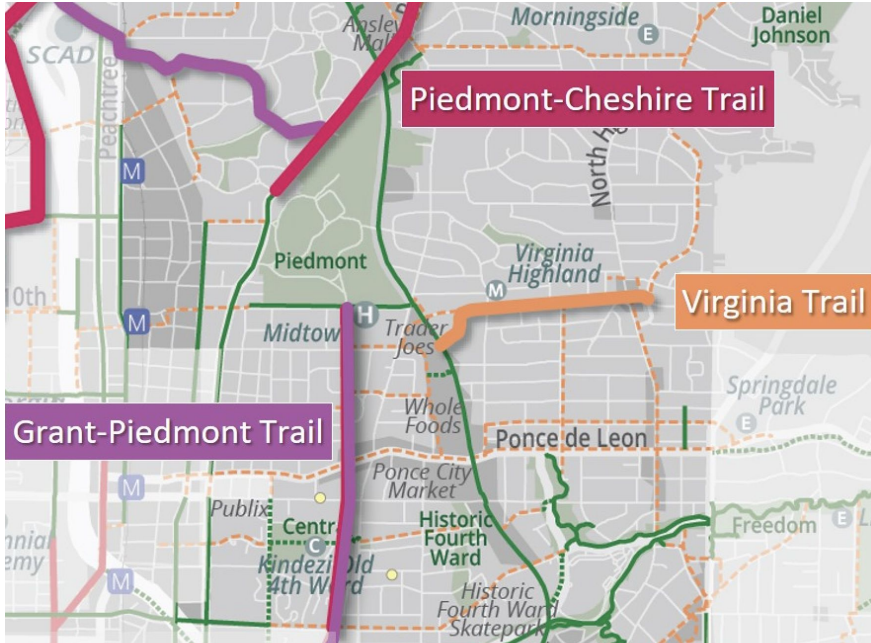 Ansley
Mall
Morningside
E
Daniel
Johnson
SCAD
Peachtree
Piedmont-Cheshire Trail
M
North Hi
Piedmont
Virginia
Highland
M
Virginia Trail
10th
M
Midtow
H
Trader
Joes
Springdale
Park
E
Whole
Foods
Grant-Piedmont Trail
Ponce de Leon
Ponce City
Market
M
Publix
Centr
Historic
Fourth
Ward
Freedom
E
C
Kindezi Old
4th Ward
M
Historic
Fourth Ward
Skatepark